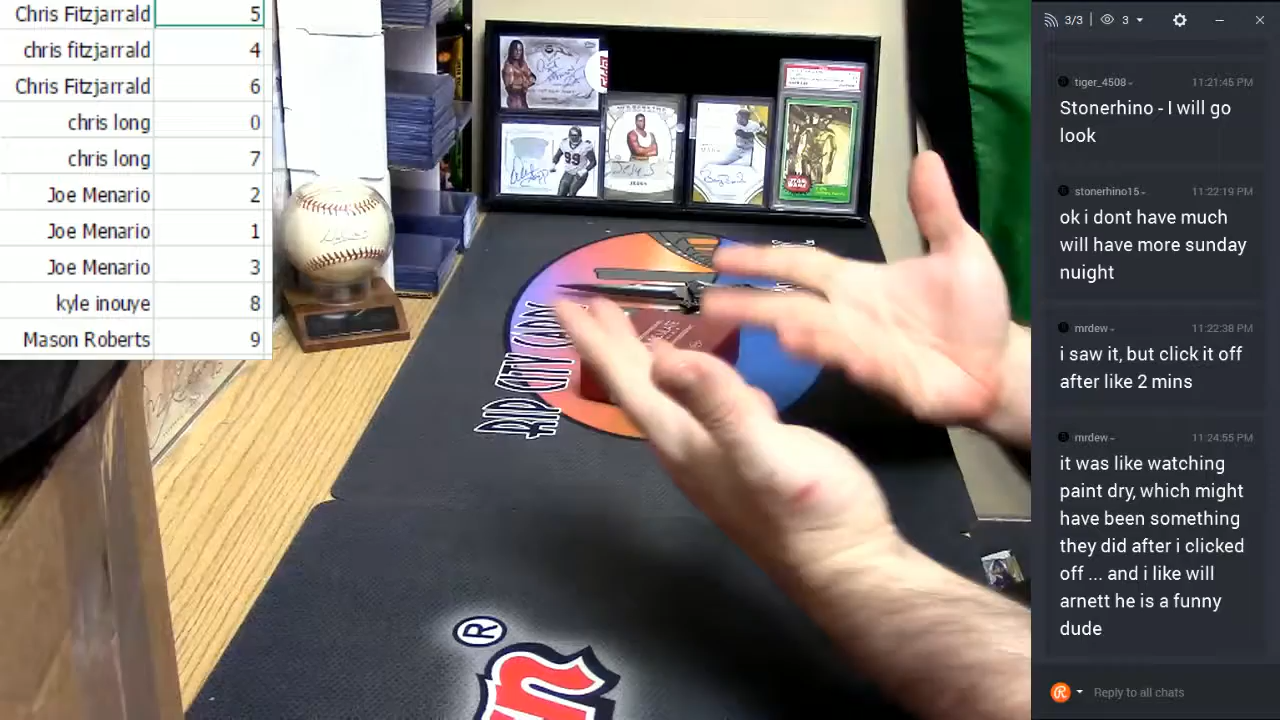 Chris Fitzjarrald 5
chris fitzjarrald 4
Chris Fitzjarrald 6
chris long 0
chris long 7
Joe Menario 2
Joe Menario 1
Joe Menario 3
kyle inouye 8
Mason Roberts 9
STAR WARS
RIP CITY CARDS
®
3/3 3
tiger_4508 11:21:45 PM
Stonerhino - I will go
look
stonerhino15 11:22:19 PM
ok i dont have much
will have more sunday
nuight
mrdew 11:22:38 PM
i saw it, but click it off
after like 2 mins
mrdew 11:24:55 PM
it was like watching
paint dry, which might
have been something
they did after i clicked
off ... and i like will
arnett he is a funny
dude
Reply to all chats